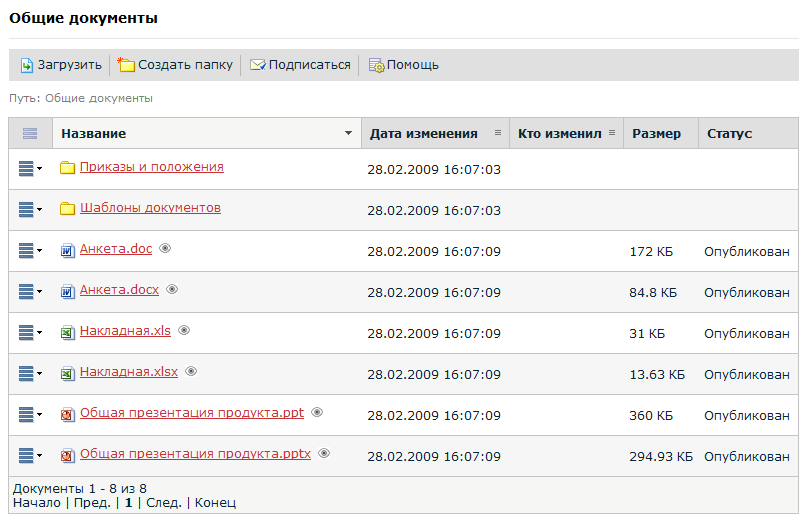 Общие документы
Загрузить Создать папку Подписаться Помощь
Путь: Общие документы
Название Дата изменения Кто изменил Размер Статус
Приказы и положения 28.02.2009 16:07:03
Шаблоны документов 28.02.2009 16:07:03
Анкета.doc 28.02.2009 16:07:09 172 КБ Опубликован
Анкета.docx 28.02.2009 16:07:09 84.8 КБ Опубликован
Накладная.xls 28.02.2009 16:07:09 31 КБ Опубликован
Накладная.xlsx 28.02.2009 16:07:09 13.63 КБ Опубликован
Общая презентация продукта.ppt 28.02.2009 16:07:09 360 КБ Опубликован
Общая презентация продукта.pptx 28.02.2009 16:07:09 294.93 КБ Опубликован
Документы 1 - 8 из 8
Начало | Пред. | 1 | След. | Конец